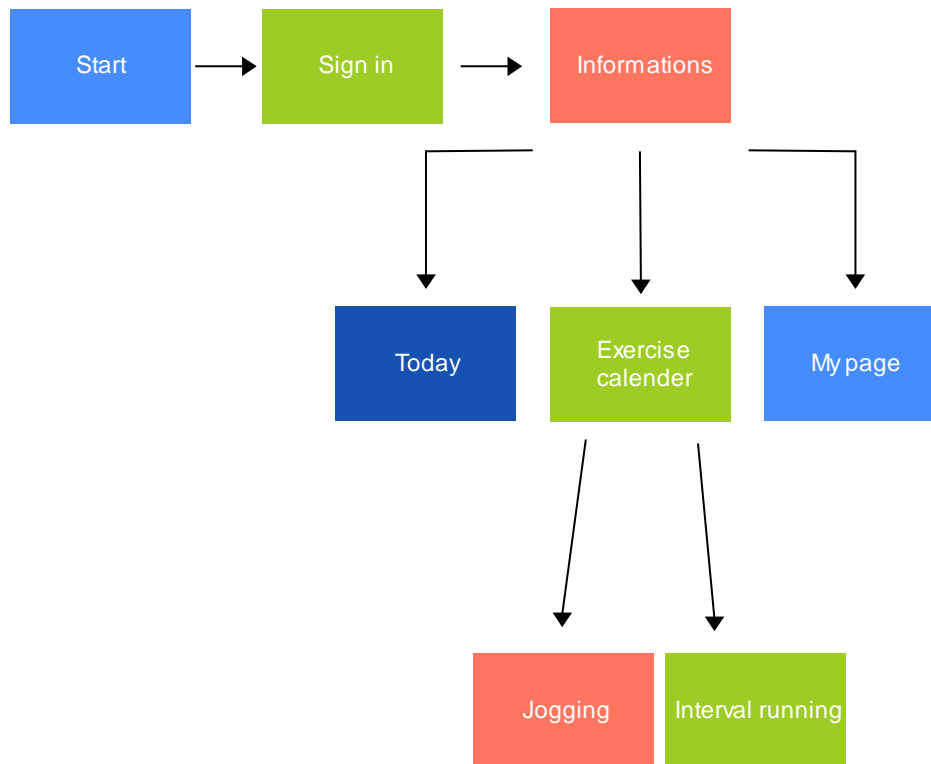 Start
Sign in
Informations
Today
Exercise
calender
My page
Jogging
Interval running